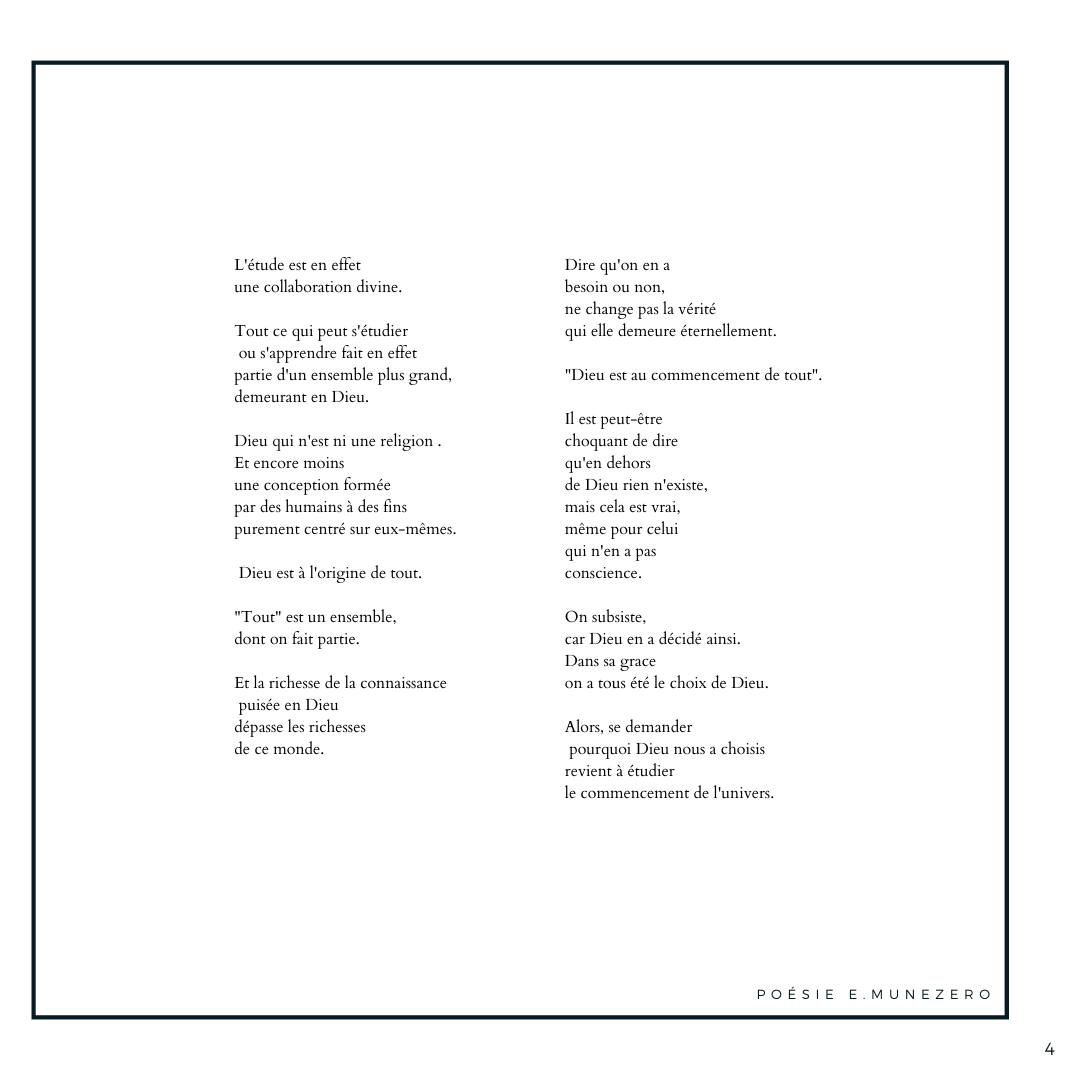 L'étude est en effet
une collaboration divine.
Tout ce qui peut s'étudier
ou s'apprendre fait en effet
partie d'un ensemble plus grand,
demeurant en Dieu.
Dieu qui n'est ni une religion .
Et encore moins
une conception formée
par des humains à des fins
purement centré sur eux-mêmes.
Dieu est à l'origine de tout.
"Tout" est un ensemble,
dont on fait partie.
Et la richesse de la connaissance
puisée en Dieu
dépasse les richesses
de ce monde.
Dire qu'on en a
besoin ou non,
ne change pas la vérité
qui elle demeure éternellement.
"Dieu est au commencement de tout".
Il est peut-être
choquant de dire
qu'en dehors
de Dieu rien n'existe,
mais cela est vrai,
même pour celui
qui n'en a pas
conscience.
On subsiste,
car Dieu en a décidé ainsi.
Dans sa grace
on a tous été le choix de Dieu.
Alors, se demander
pourquoi Dieu nous a choisis
revient à étudier
le commencement de l'univers.
POÉSIE E.MUNEZERO
4